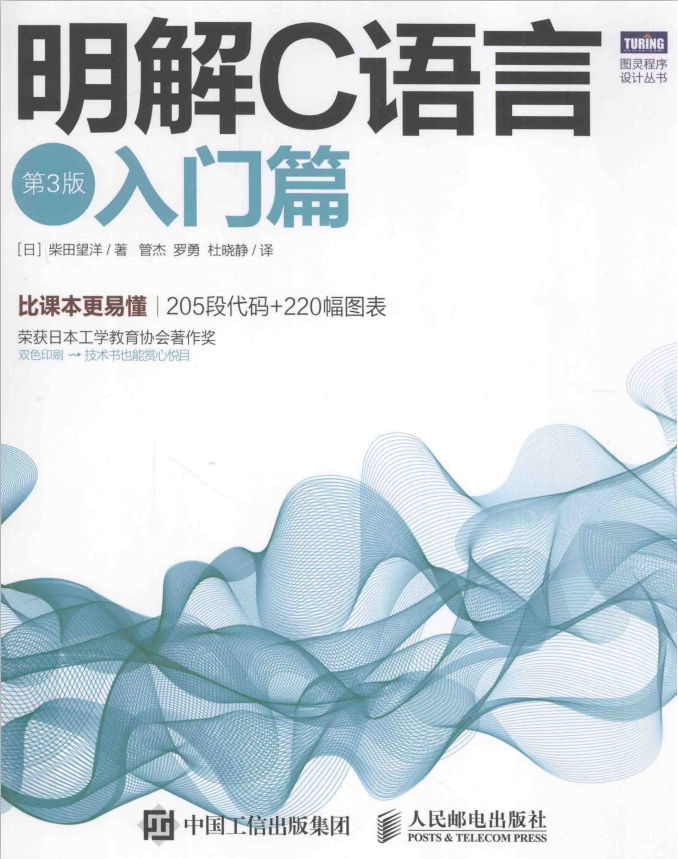 明解C语言
TURING
图灵程序
设计丛书
第3版
入门篇
[日] 柴田望洋 / 著 管杰 罗勇 杜晓静 / 译
比课本更易懂 | 205段代码+220幅图表
荣获日本工学教育协会著作奖
双色印刷 → 技术书也能赏心悦目
中国工信出版集团
人民邮电出版社
POSTS & TELECOM PRESS